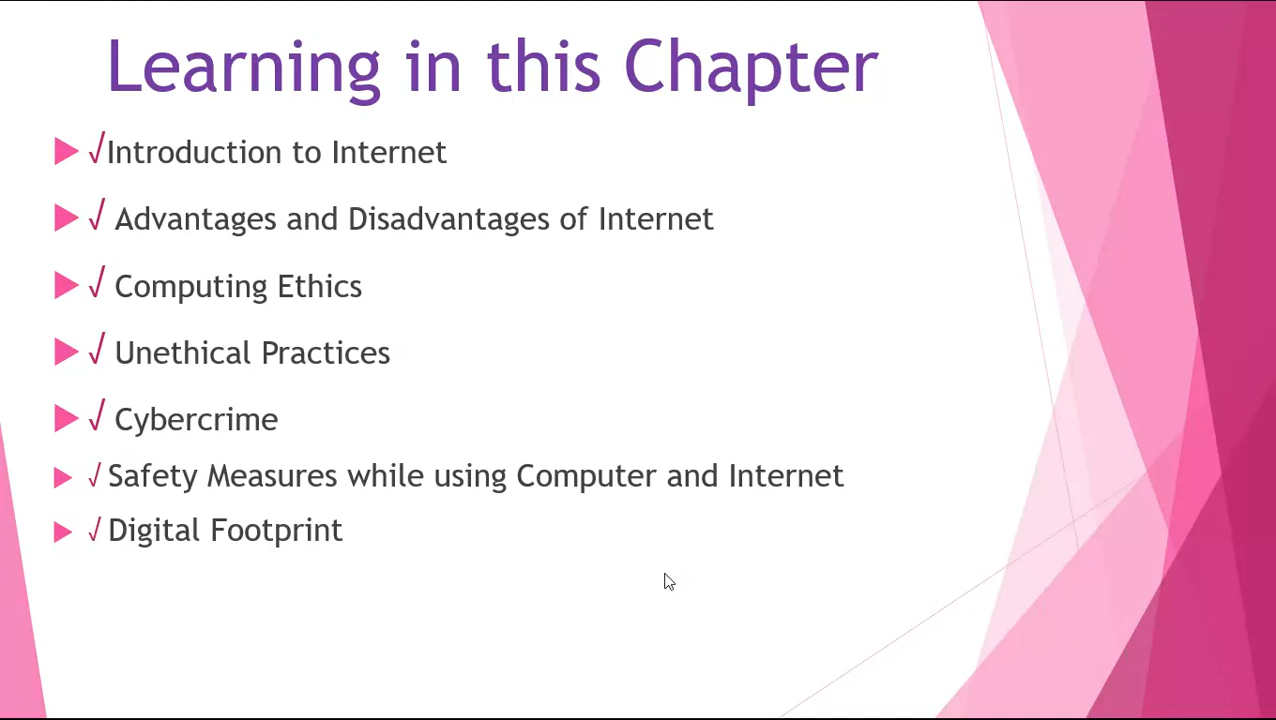 Learning in this Chapter
√Introduction to Internet
√ Advantages and Disadvantages of Internet
√ Computing Ethics
√ Unethical Practices
√ Cybercrime
√ Safety Measures while using Computer and Internet
√ Digital Footprint